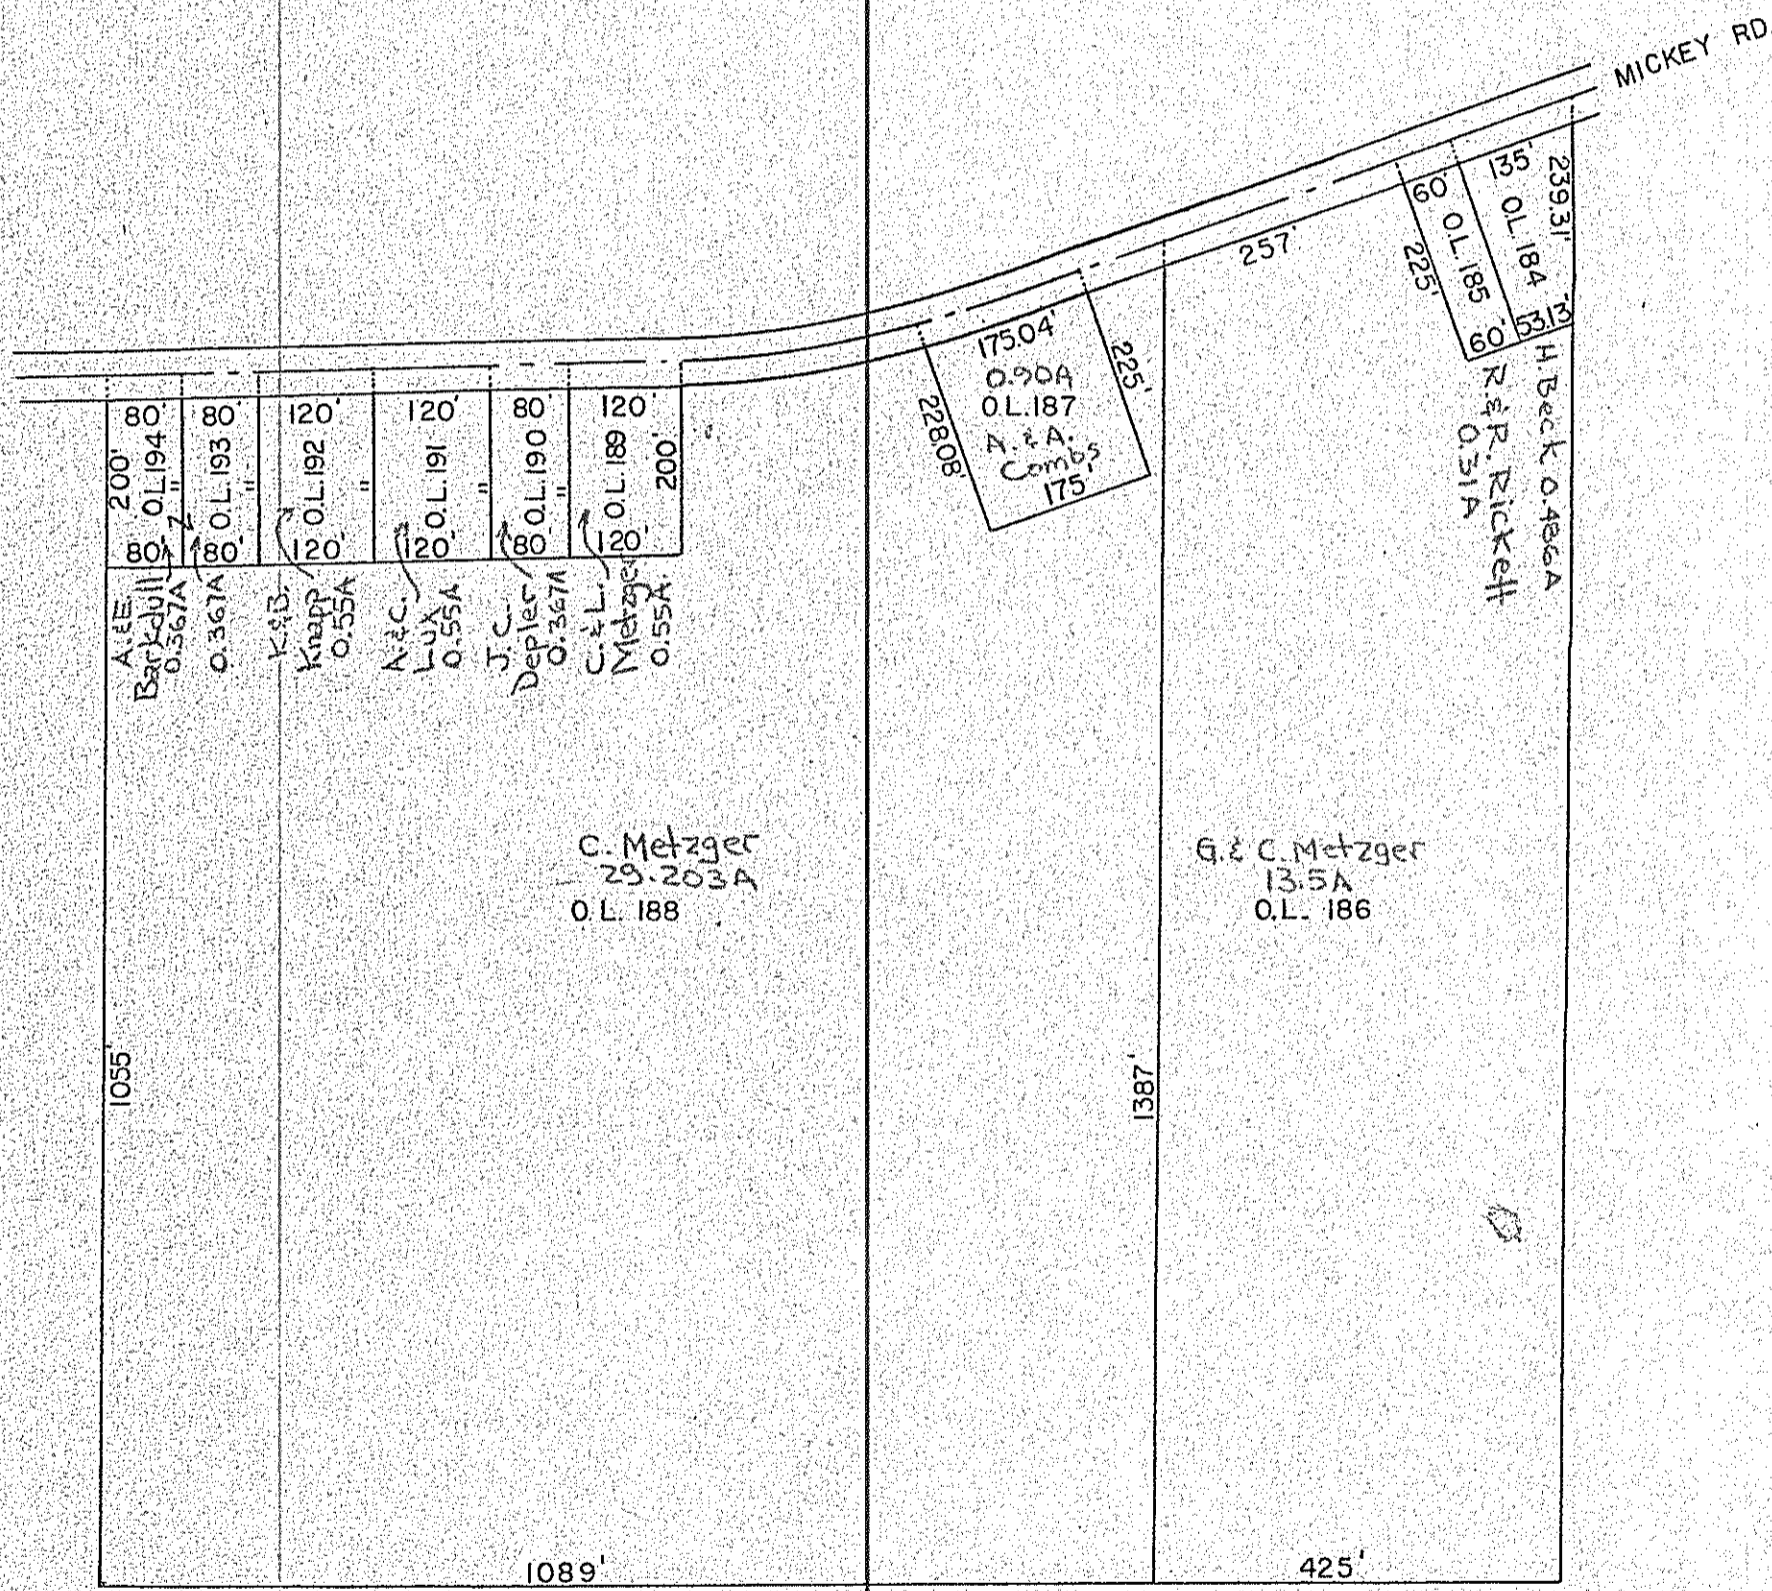 MICKEY RD
135'
239.31'
O.L. 184
53.13'
H. Beck 0.486A
60'
O.L. 185
225'
60'
R. & R. Rickett
0.31A
257'
175.04'
0.90A
O.L. 187
A. & A.
Combs
175'
225'
228.08'
80'
200'
O.L. 194
"
80'
A. & E.
Barkdull
0.367A
80'
O.L. 193
"
80'
0.367A
120'
O.L. 192
"
120'
K. & B.
Knapp
0.55A
120'
O.L. 191
"
120'
A. & C.
Lux
0.55A
80'
O.L. 190
"
80'
J. C.
Depler
0.367A
120'
O.L. 189
200'
120'
C. & L.
Metzger
0.55A.
C. Metzger
29.203A
O.L. 188
G. & C. Metzger
13.5A
O.L. 186
1055'
1387'
1089'
425'